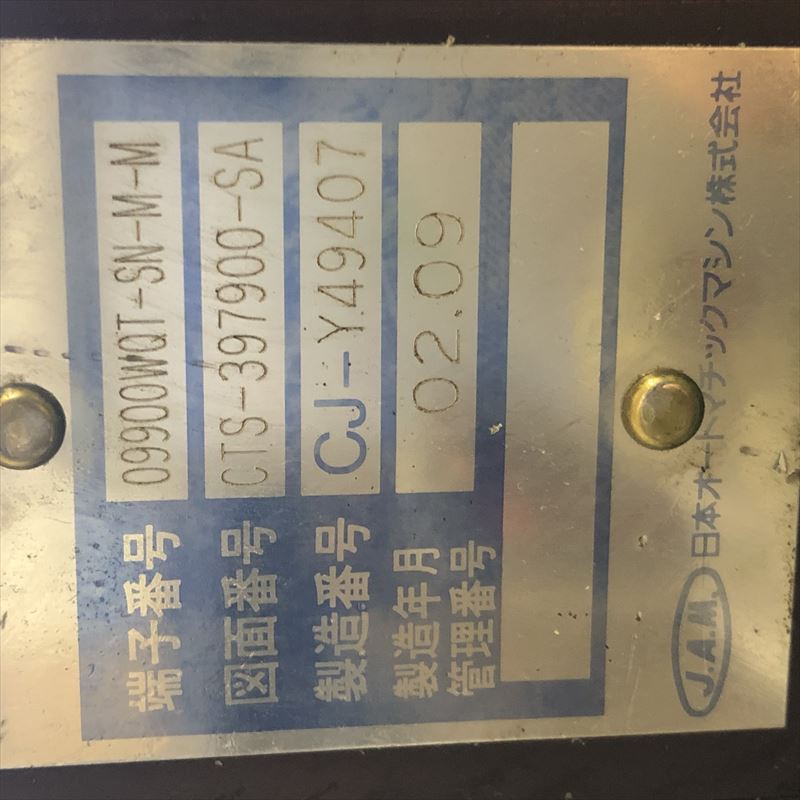 端子番号 09900WQT-SN-M-M
図面番号 CTS-397900-SA
製造番号 CJ-Y49407
製造年月 02.09
管理番号
J.A.M. 日本オートマチックマシン株式会社